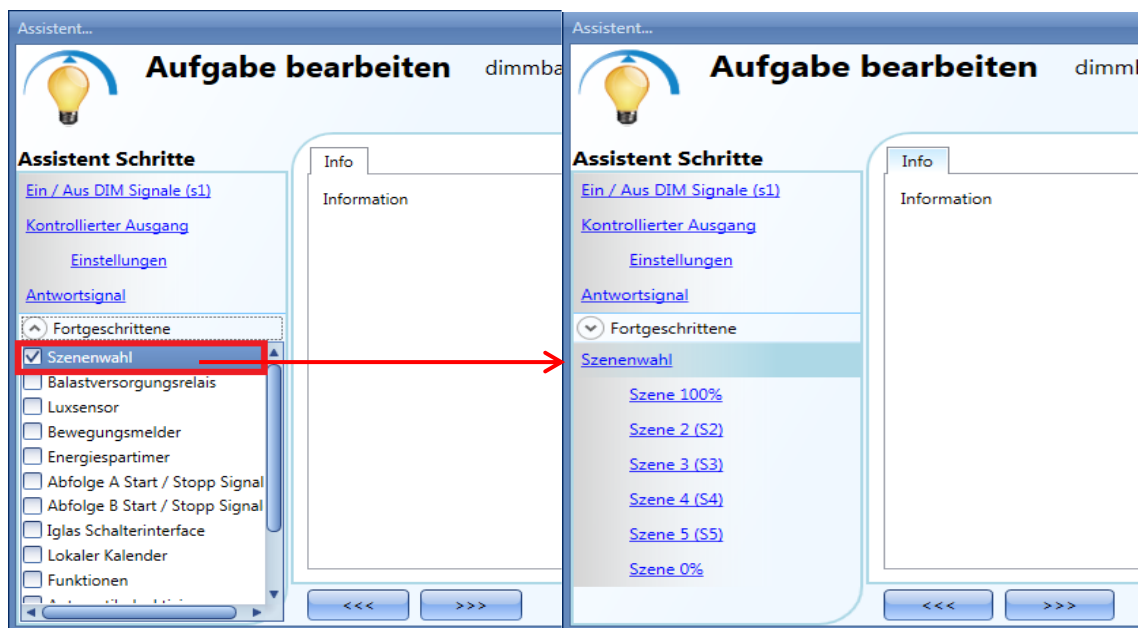 Assistent...
Aufgabe bearbeiten dimmba
Assistent Schritte
Info
Ein / Aus DIM Signale (s1)
Information
Kontrollierter Ausgang
Einstellungen
Antwortsignal
Fortgeschrittene
Szenenwahl
Balastversorgungsrelais
Luxsensor
Bewegungsmelder
Energiespartimer
Abfolge A Start / Stopp Signal
Abfolge B Start / Stopp Signal
Iglas Schalterinterface
Lokaler Kalender
Funktionen
<<< >>>
Assistent...
Aufgabe bearbeiten dimml
Assistent Schritte
Info
Ein / Aus DIM Signale (s1)
Information
Kontrollierter Ausgang
Einstellungen
Antwortsignal
Fortgeschrittene
Szenenwahl
Szene 100%
Szene 2 (S2)
Szene 3 (S3)
Szene 4 (S4)
Szene 5 (S5)
Szene 0%
<<< >>>